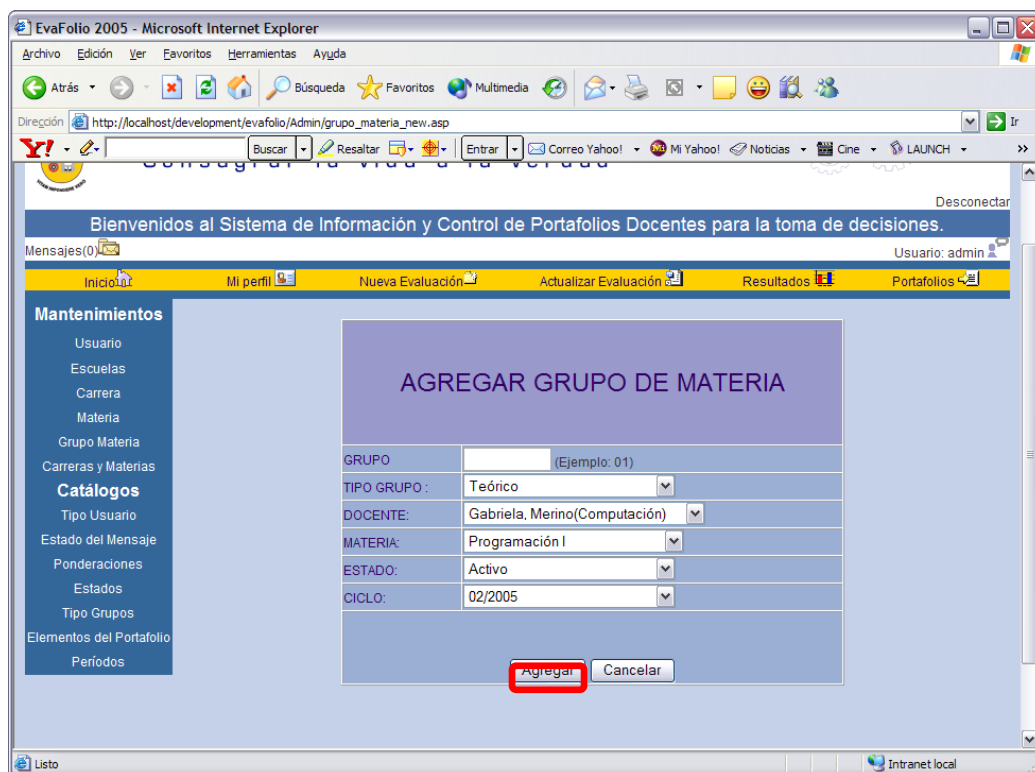 EvaFolio 2005 - Microsoft Internet Explorer
Archivo Edición Ver Favoritos Herramientas Ayuda
Atrás Búsqueda Favoritos Multimedia
Dirección http://localhost/development/evafolio/Admin/grupo_materia_new.asp Ir
Y! Buscar Resaltar Entrar Correo Yahoo! Mi Yahoo! Noticias Cine LAUNCH »
Consagrar la vida a la verdad
Desconectar
Bienvenidos al Sistema de Información y Control de Portafolios Docentes para la toma de decisiones.
Mensajes(0) Usuario: admin
Inicio Mi perfil Nueva Evaluación Actualizar Evaluación Resultados Portafolios
Mantenimientos
Usuario
Escuelas
Carrera
Materia
Grupo Materia
Carreras y Materias
Catálogos
Tipo Usuario
Estado del Mensaje
Ponderaciones
Estados
Tipo Grupos
Elementos del Portafolio
Períodos
AGREGAR GRUPO DE MATERIA
GRUPO (Ejemplo: 01)
TIPO GRUPO : Teórico
DOCENTE: Gabriela, Merino(Computación)
MATERIA: Programación I
ESTADO: Activo
CICLO: 02/2005
Agregar Cancelar
Listo Intranet local